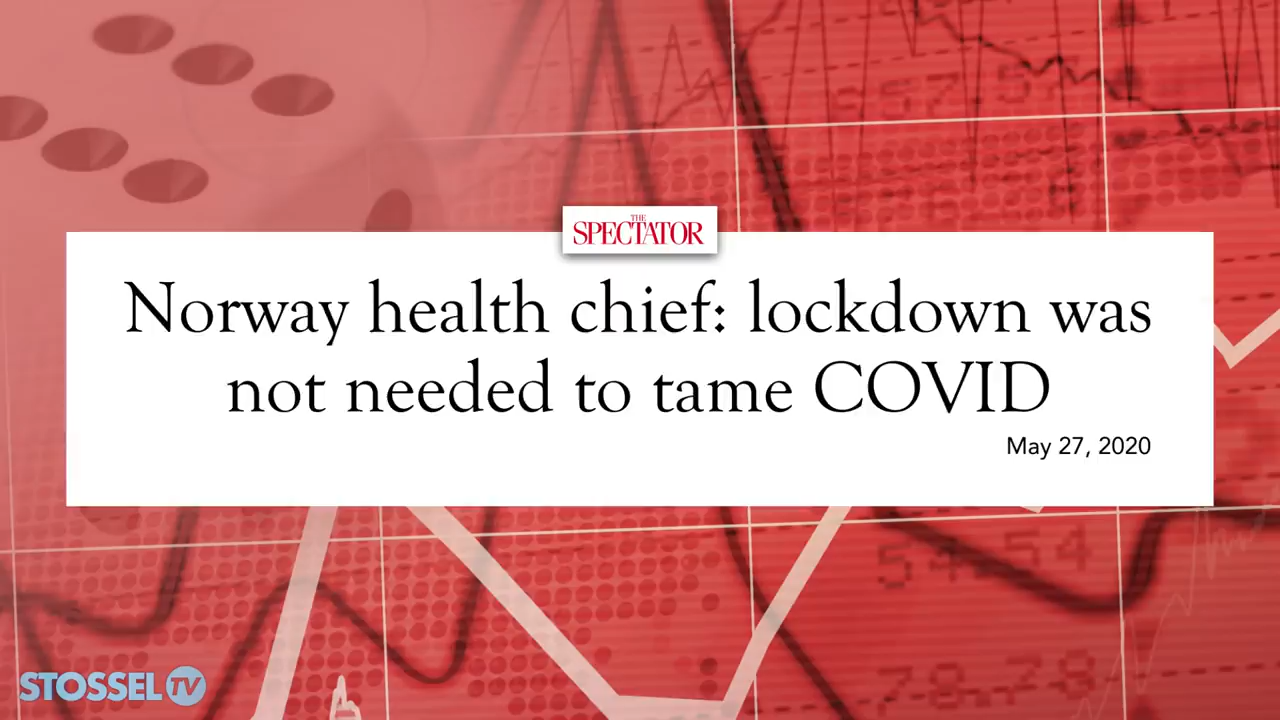 THE
SPECTATOR
Norway health chief: lockdown was
not needed to tame COVID
May 27, 2020
STOSSEL TV